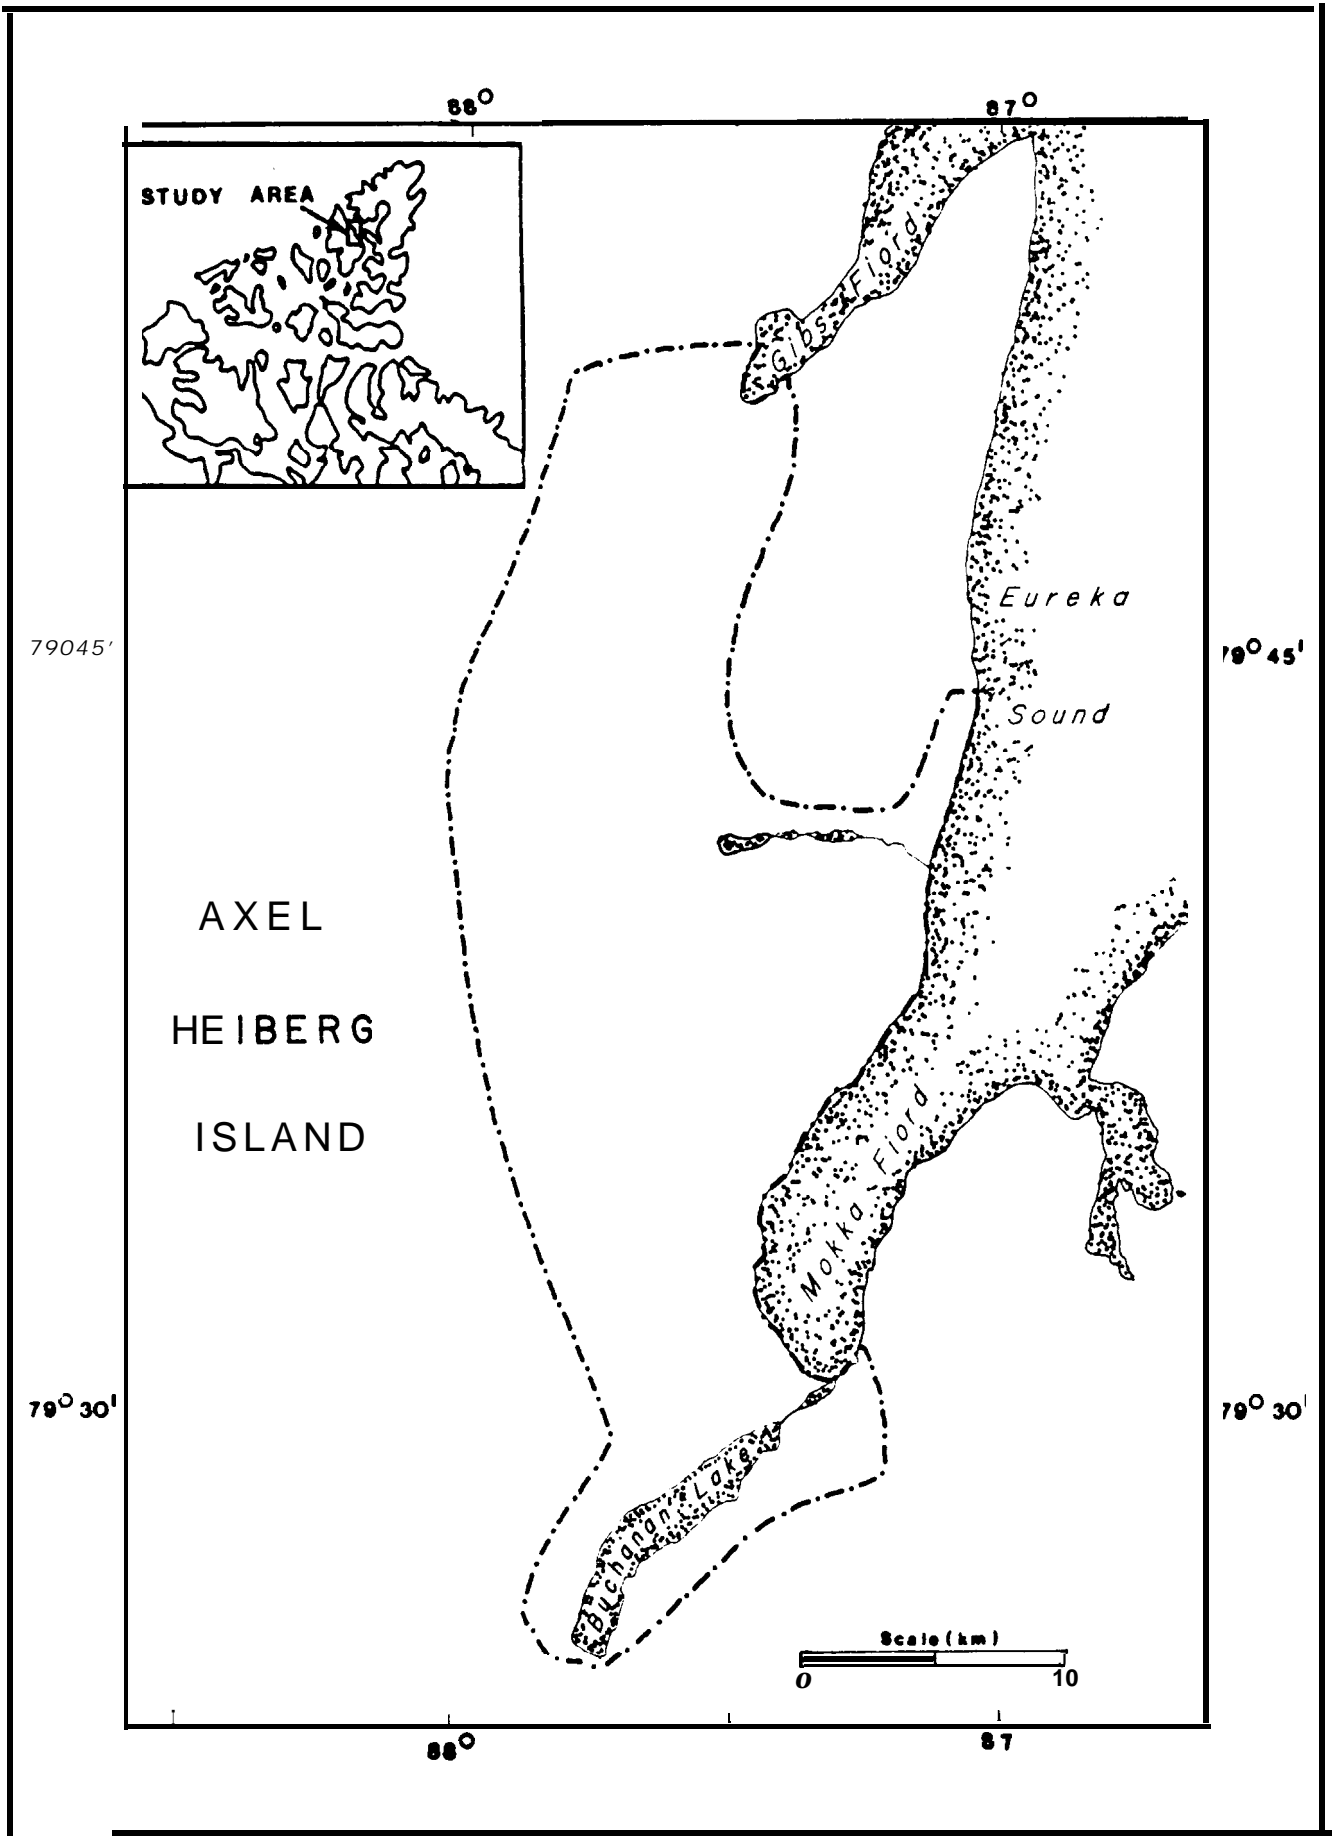 88° 87°
STUDY AREA
Gibs Fiord
Eureka
79045' 79° 45'
Sound
AXEL
HEIBERG
ISLAND
Mokka Fiord
79° 30' 79° 30'
Buchanan Lake
Scale (km)
0 10
88° 87